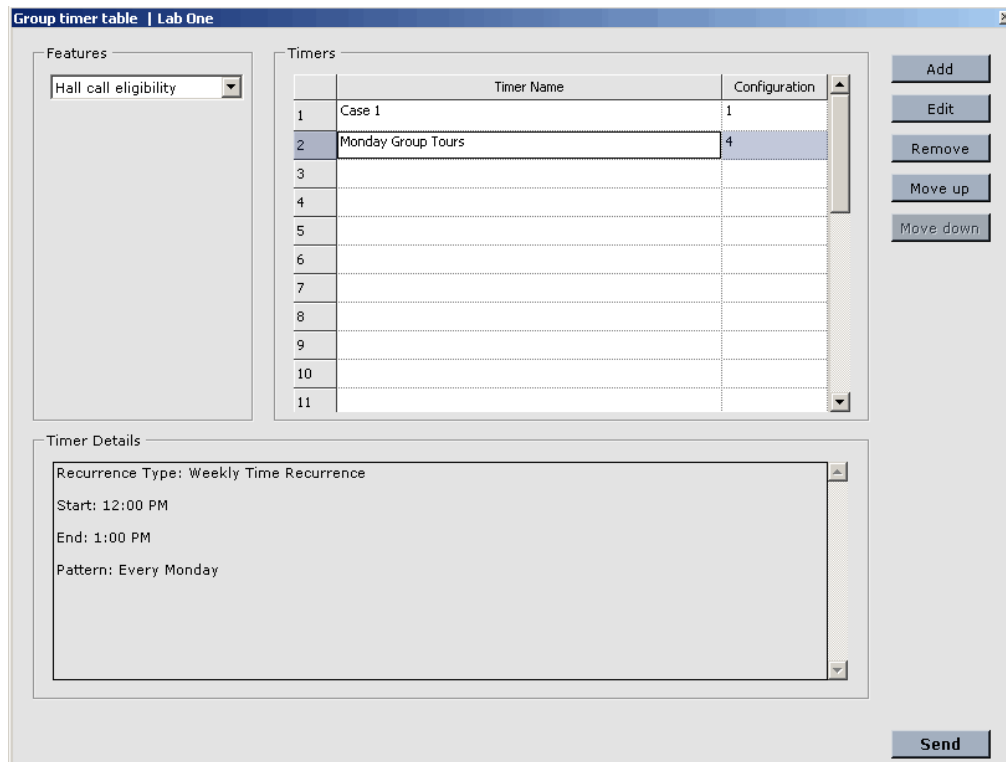 Group timer table | Lab One
Features
Hall call eligibility
Timers
Timer Name Configuration
1 Case 1 1
2 Monday Group Tours 4
3
4
5
6
7
8
9
10
11
Add
Edit
Remove
Move up
Move down
Timer Details
Recurrence Type: Weekly Time Recurrence
Start: 12:00 PM
End: 1:00 PM
Pattern: Every Monday
Send